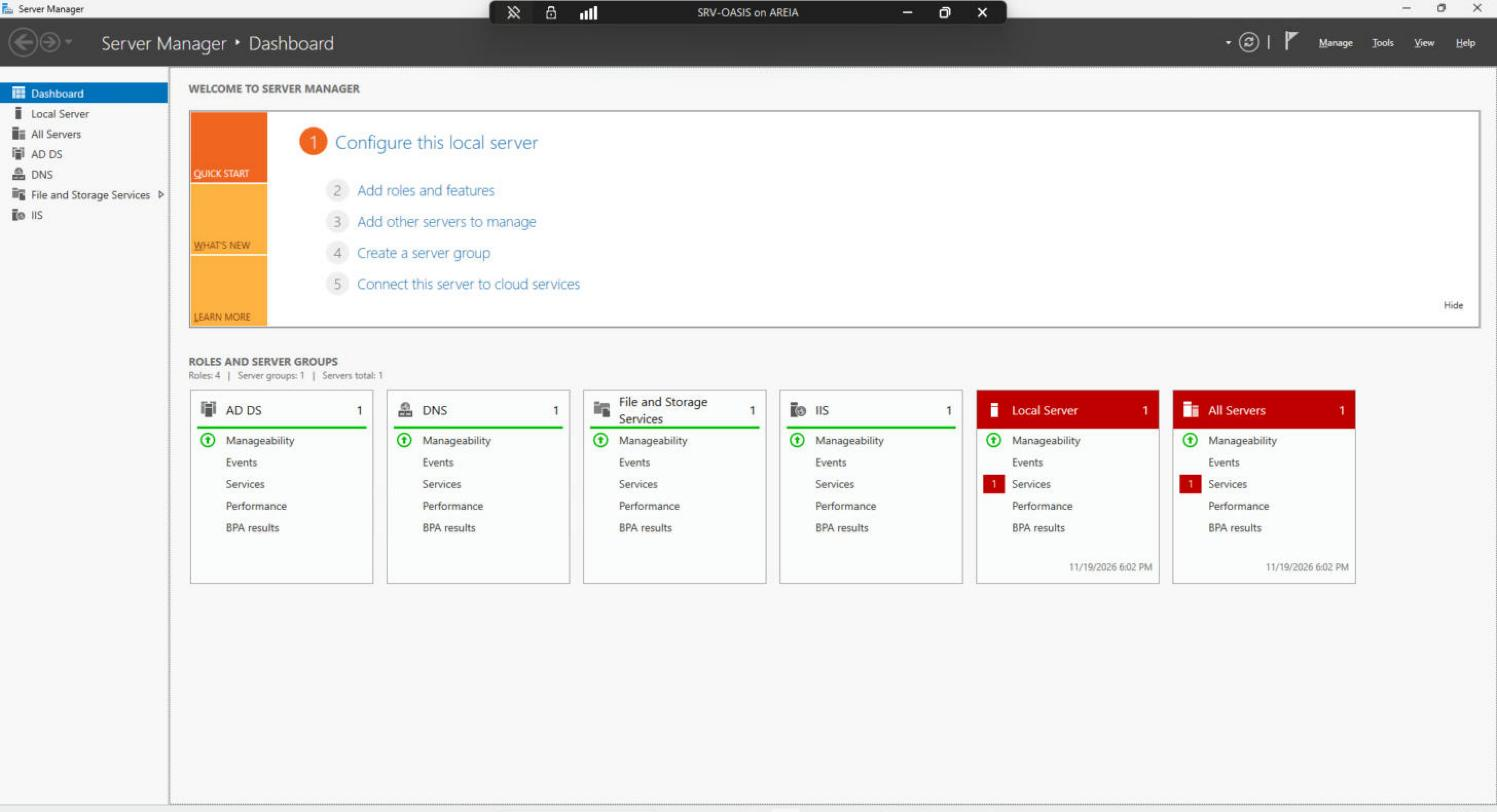 Server Manager
SRV-OASIS on AREIA
Server Manager ‣ Dashboard
Manage Tools View Help
Dashboard
Local Server
All Servers
AD DS
DNS
File and Storage Services
IIS
WELCOME TO SERVER MANAGER
QUICK START
WHAT'S NEW
LEARN MORE
1 Configure this local server
2 Add roles and features
3 Add other servers to manage
4 Create a server group
5 Connect this server to cloud services
Hide
ROLES AND SERVER GROUPS
Roles: 4 | Server groups: 1 | Servers total: 1
AD DS 1
Manageability
Events
Services
Performance
BPA results
DNS 1
Manageability
Events
Services
Performance
BPA results
File and Storage
Services 1
Manageability
Events
Services
Performance
BPA results
IIS 1
Manageability
Events
Services
Performance
BPA results
Local Server 1
Manageability
Events
1 Services
Performance
BPA results
11/19/2026 6:02 PM
All Servers 1
Manageability
Events
1 Services
Performance
BPA results
11/19/2026 6:02 PM